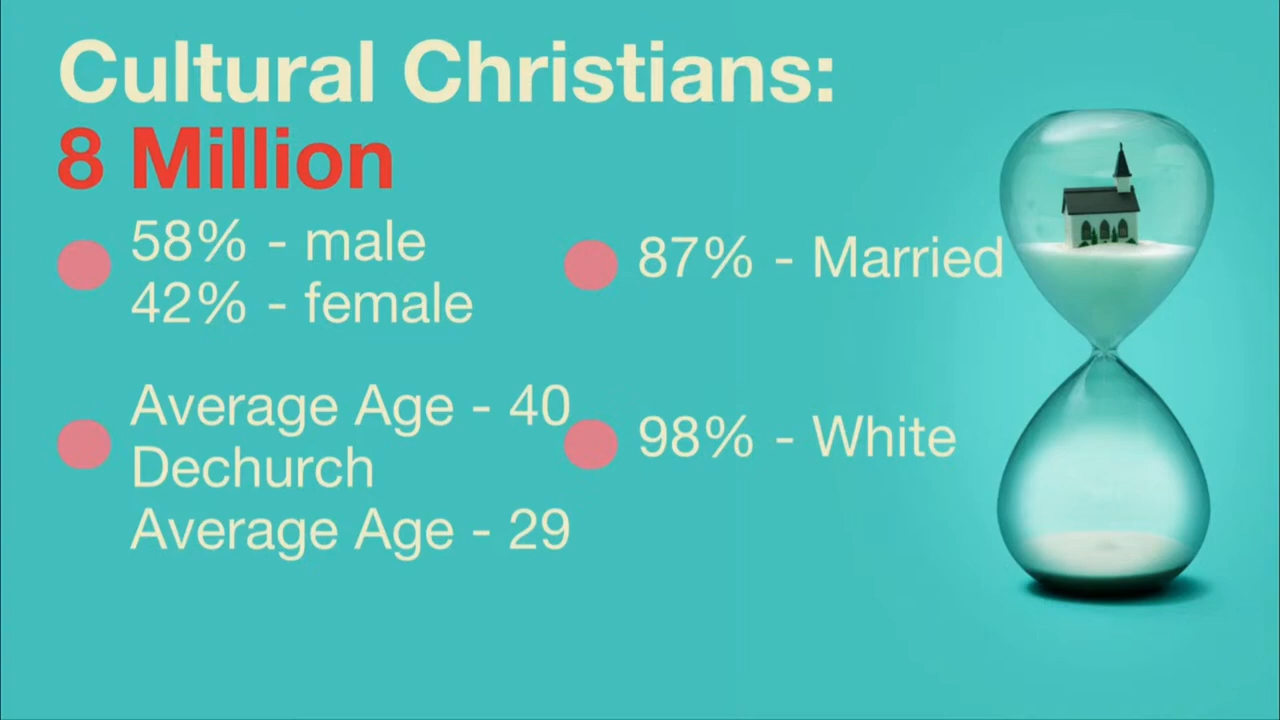 Cultural Christians:
8 Million
58% - male
42% - female
87% - Married
Average Age - 40
Dechurch
Average Age - 29
98% - White